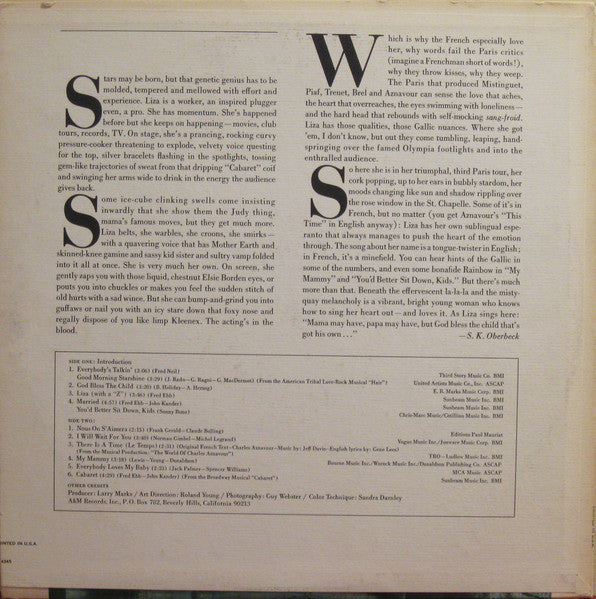 Stars may be born, but that genetic genius has to be
molded, tempered and mellowed with effort and
experience. Liza is a worker, an inspired plugger
even, a pro. She has momentum. She's happened
before but she keeps on happening—movies, club
tours, records, TV. On stage, she's a prancing, rocking curvy
pressure-cooker threatening to explode, velvety voice questing
for the top, silver bracelets flashing in the spotlights, tossing
gem-like trajectories of sweat from that dripping "Cabaret" coif
and swinging her arms wide to drink in the energy the audience
gives back.
Some ice-cube clinking swells come insisting
inwardly that she show them the Judy thing,
mama's famous moves, but they get much more.
Liza belts, she warbles, she croons, she smirks—
with a quavering voice that has Mother Earth and
skinned-knee gamine and sassy kid sister and sultry vamp folded
into it all at once. She is very much her own. On screen, she
gently zaps you with those liquid, chestnut Elsie Borden eyes, or
pouts you into chuckles or makes you feel the sudden stitch of
old hurts with a sad wince. But she can bump-and-grind you into
guffaws or nail you with an icy stare down that foxy nose and
regally dispose of you like limp Kleenex. The acting's in the
blood.
Which is why the French especially love
her, why words fail the Paris critics
(imagine a Frenchman short of words!),
why they throw kisses, why they weep.
The Paris that produced Mistinguet,
Piaf, Trenet, Brel and Aznavour can sense the love that aches,
the heart that overreaches, the eyes swimming with loneliness—
and the hard head that rebounds with self-mocking sang-froid.
Liza has those qualities, those Gallic nuances. Where she got
'em, I don't know, but out they come tumbling, leaping, hand-
springing over the famed Olympia footlights and into the
enthralled audience.
So here she is in her triumphal, third Paris tour, her
cork popping, up to her ears in bubbly stardom, her
moods changing like sun and shadow rippling over
the rose window in the St. Chapelle. Some of it's in
French, but no matter (you get Aznavour's "This
Time" in English anyway): Liza has her own sublingual espe-
ranto that always manages to push the heart of the emotion
through. The song about her name is a tongue-twister in English;
in French, it's a minefield. You can hear hints of the Gallic in
some of the numbers, and even some bonafide Rainbow in "My
Mammy" and "You'd Better Sit Down, Kids." But there's much
more than that. Beneath the effervescent la-la-la and the misty-
quay melancholy is a vibrant, bright young woman who knows
how to sing her heart out—and loves it. As Liza sings here:
"Mama may have, papa may have, but God bless the child that's
got his own..."
—S. K. Oberbeck
SIDE ONE: Introduction
1. Everybody's Talkin' (2:06) (Fred Neil) Third Story Music Co. BMI
Good Morning Starshine (3:29) (J. Rado—G. Ragni—G. MacDermot) (From the American Tribal Love-Rock Musical "Hair") United Artists Music Co., Inc. ASCAP
2. God Bless The Child (3:20) (B. Holiday—A. Herzog) E. B. Marks Music Corp. BMI
3. Liza (with a "Z") (3:46) (Fred Ebb) Sunbeam Music Inc. BMI
4. Married (4:57) (Fred Ebb—John Kander) Sunbeam Music Inc. BMI
You'd Better Sit Down, Kids (Sonny Bono) Chris-Marc Music/Cotillion Music Inc. BMI
SIDE TWO:
1. Nous On S'Aimera (2:15) (Frank Gerald—Claude Bolling) Editions Paul Mauriat
2. I Will Wait For You (3:40) (Norman Gimbel—Michel Legrand) Vogue Music Inc./Jonware Music Corp. BMI
3. There Is A Time (Le Temps) (2:31) (Original French Text—Charles Aznavour—Music by: Jeff Davis—English lyrics by: Gene Lees)
(From the Musical Production: "The World Of Charles Aznavour") TRO—Ludlow Music Inc. BMI
4. My Mammy (3:18) (Lewis—Young—Donaldson) Bourne Music Inc./Warock Music Inc./Donaldson Publishing Co. ASCAP
5. Everybody Loves My Baby (2:21) (Jack Palmer—Spencer Williams) MCA Music ASCAP
6. Cabaret (4:29) (Fred Ebb—John Kander) (From the Broadway Musical "Cabaret") Sunbeam Music Inc. BMI
OTHER CREDITS
Producer: Larry Marks / Art Direction: Roland Young / Photography: Guy Webster / Color Technique: Sandra Darnley
A&M Records, Inc., P.O. Box 782, Beverly Hills, California 90213
RINTED IN U.S.A.
4345